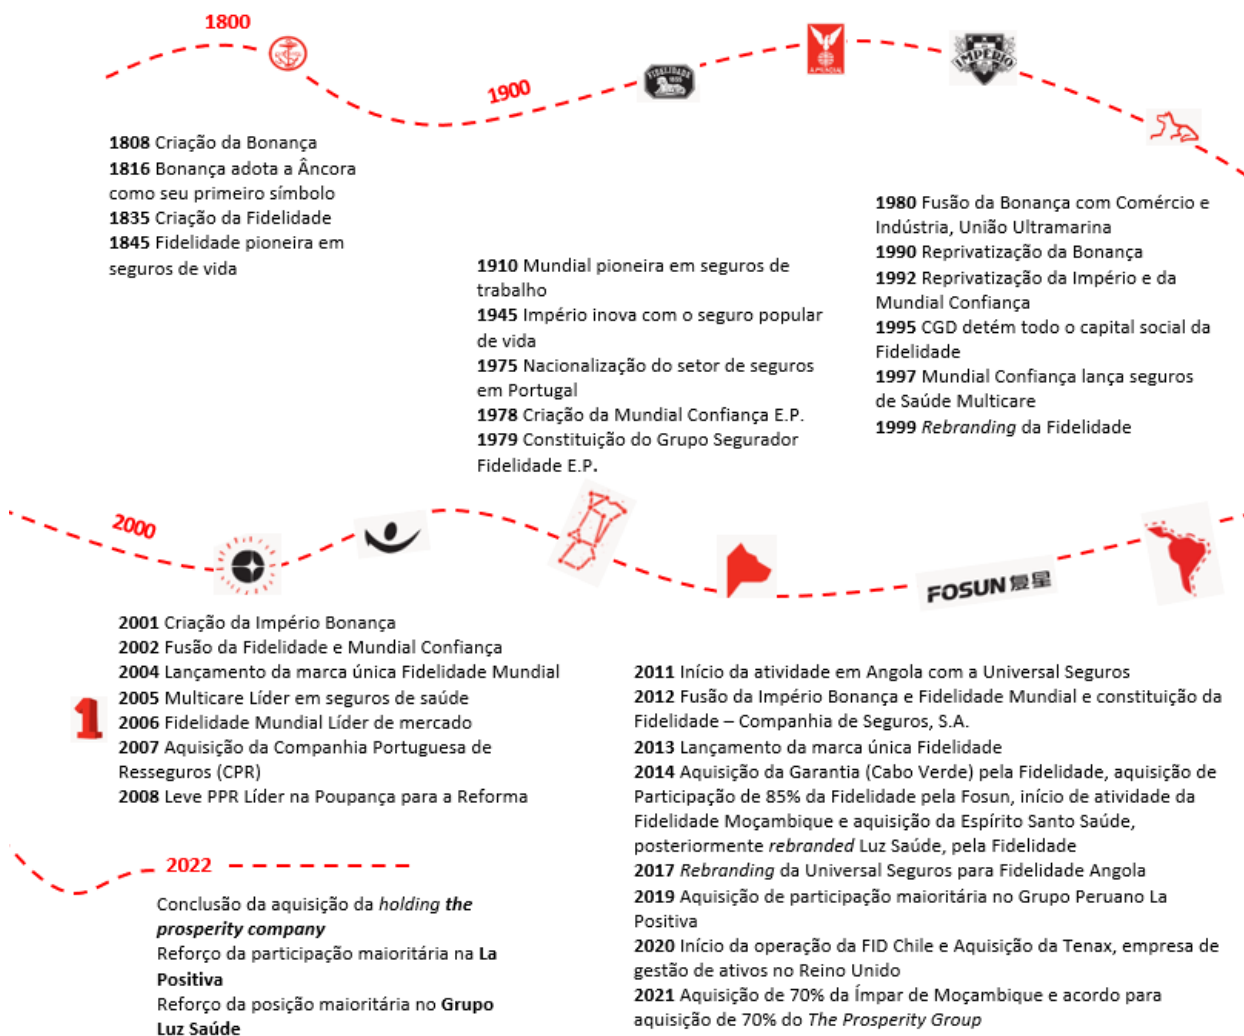 1800
1900
FIDELIDADE
1835
MUNDIAL
IMPÉRIO
1808 Criação da Bonança
1816 Bonança adota a Âncora
como seu primeiro símbolo
1835 Criação da Fidelidade
1845 Fidelidade pioneira em
seguros de vida
1910 Mundial pioneira em seguros de
trabalho
1945 Império inova com o seguro popular
de vida
1975 Nacionalização do setor de seguros
em Portugal
1978 Criação da Mundial Confiança E.P.
1979 Constituição do Grupo Segurador
Fidelidade E.P.
1980 Fusão da Bonança com Comércio e
Indústria, União Ultramarina
1990 Reprivatização da Bonança
1992 Reprivatização da Império e da
Mundial Confiança
1995 CGD detém todo o capital social da
Fidelidade
1997 Mundial Confiança lança seguros
de Saúde Multicare
1999 Rebranding da Fidelidade
2000
FOSUN 复星
2001 Criação da Império Bonança
2002 Fusão da Fidelidade e Mundial Confiança
2004 Lançamento da marca única Fidelidade Mundial
2005 Multicare Líder em seguros de saúde
1
2006 Fidelidade Mundial Líder de mercado
2007 Aquisição da Companhia Portuguesa de
Resseguros (CPR)
2008 Leve PPR Líder na Poupança para a Reforma
2011 Início da atividade em Angola com a Universal Seguros
2012 Fusão da Império Bonança e Fidelidade Mundial e constituição da
Fidelidade – Companhia de Seguros, S.A.
2013 Lançamento da marca única Fidelidade
2014 Aquisição da Garantia (Cabo Verde) pela Fidelidade, aquisição de
Participação de 85% da Fidelidade pela Fosun, início de atividade da
Fidelidade Moçambique e aquisição da Espírito Santo Saúde,
posteriormente rebranded Luz Saúde, pela Fidelidade
2017 Rebranding da Universal Seguros para Fidelidade Angola
2019 Aquisição de participação maioritária no Grupo Peruano La
Positiva
2020 Início da operação da FID Chile e Aquisição da Tenax, empresa de
gestão de ativos no Reino Unido
2021 Aquisição de 70% da Ímpar de Moçambique e acordo para
aquisição de 70% do The Prosperity Group
2022
Conclusão da aquisição da holding the
prosperity company
Reforço da participação maioritária na La
Positiva
Reforço da posição maioritária no Grupo
Luz Saúde